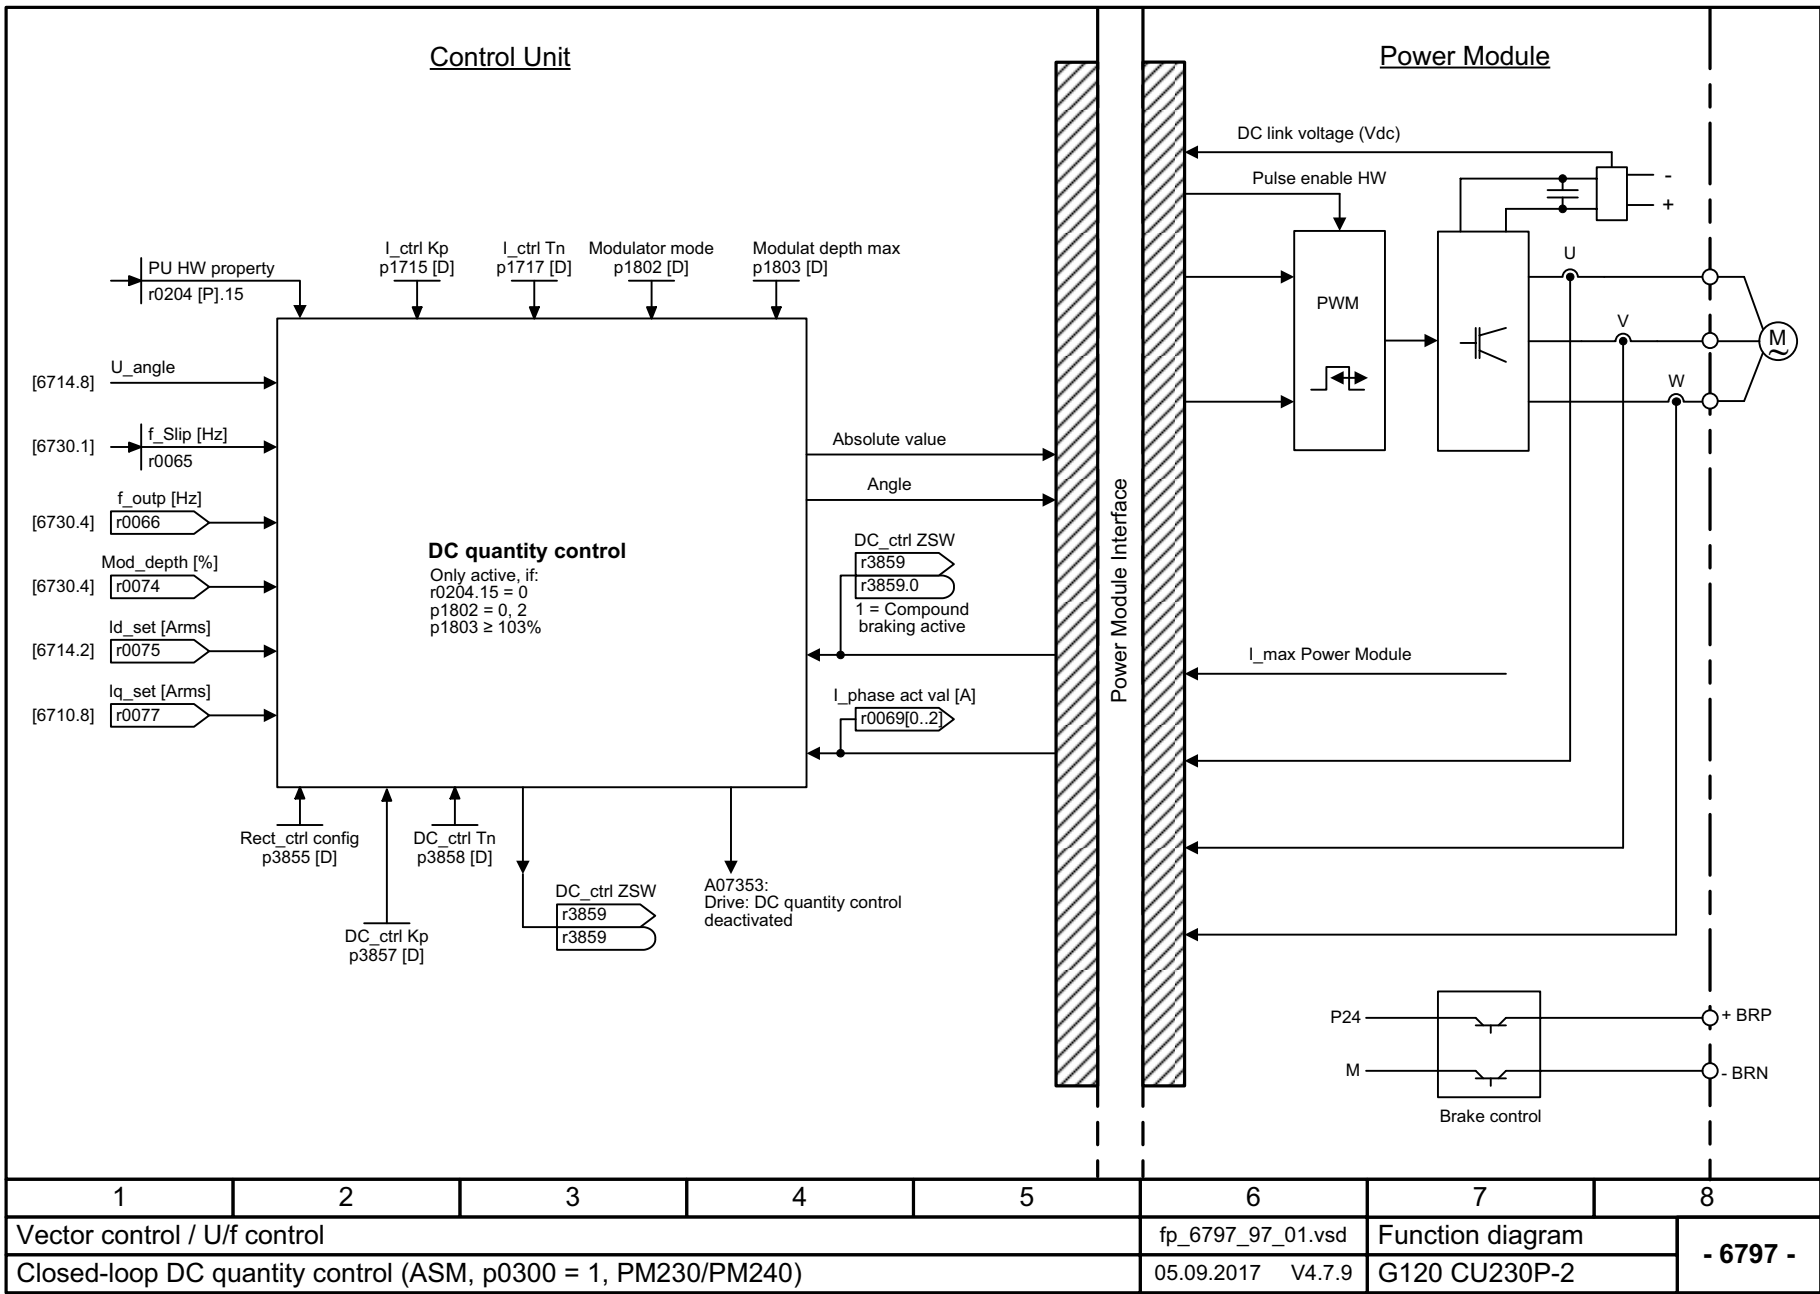 Control Unit
Power Module
DC link voltage (Vdc)
Pulse enable HW
-
+
PU HW property
r0204 [P].15
I_ctrl Kp
p1715 [D]
I_ctrl Tn
p1717 [D]
Modulator mode
p1802 [D]
Modulat depth max
p1803 [D]
U
V
W
PWM
M
~
[6714.8]
U_angle
[6730.1]
f_Slip [Hz]
r0065
[6730.4]
f_outp [Hz]
r0066
[6730.4]
Mod_depth [%]
r0074
[6714.2]
Id_set [Arms]
r0075
[6710.8]
Iq_set [Arms]
r0077
DC quantity control
Only active, if:
r0204.15 = 0
p1802 = 0, 2
p1803 ≥ 103%
Absolute value
Angle
DC_ctrl ZSW
r3859
r3859.0
1 = Compound
braking active
I_phase act val [A]
r0069[0..2]
Power Module Interface
I_max Power Module
Rect_ctrl config
p3855 [D]
DC_ctrl Tn
p3858 [D]
DC_ctrl Kp
p3857 [D]
DC_ctrl ZSW
r3859
r3859
A07353:
Drive: DC quantity control
deactivated
P24
+ BRP
M
- BRN
Brake control
1 2 3 4 5 6 7 8
Vector control / U/f control
fp_6797_97_01.vsd
Function diagram
- 6797 -
Closed-loop DC quantity control (ASM, p0300 = 1, PM230/PM240)
05.09.2017 V4.7.9
G120 CU230P-2